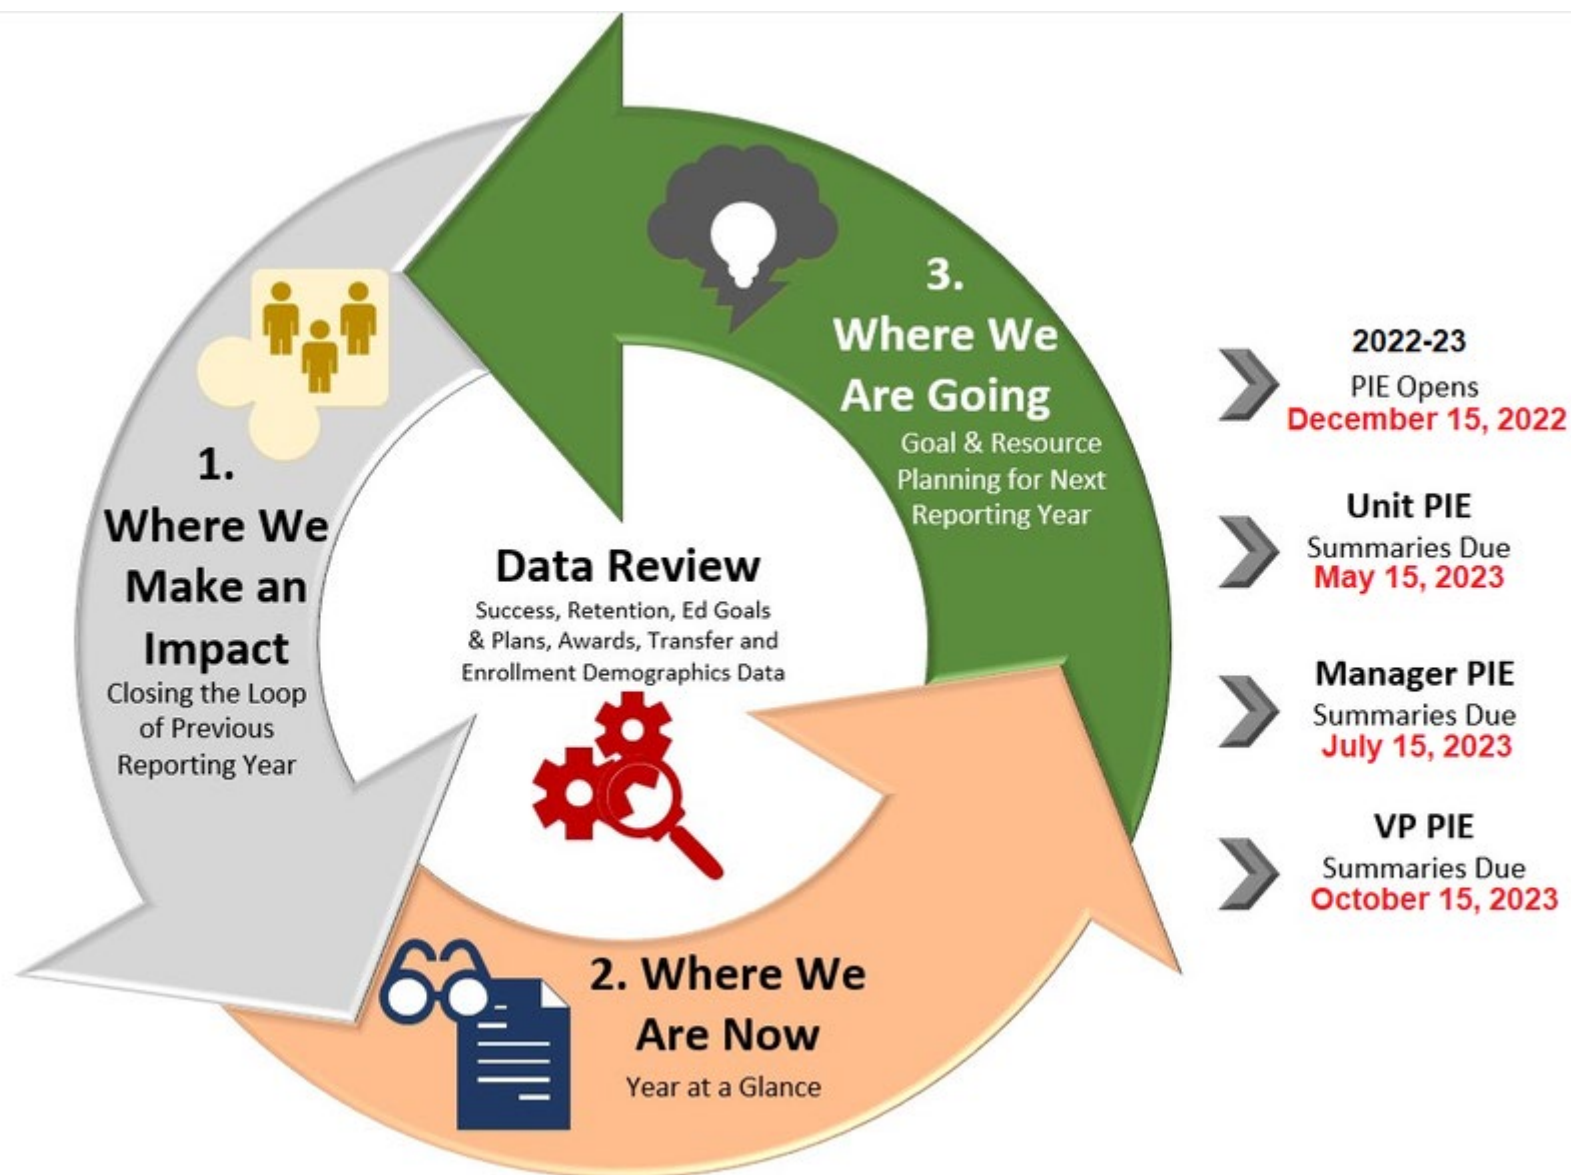 1.
Where We
Make an
Impact
Closing the Loop
of Previous
Reporting Year
2. Where We
Are Now
Year at a Glance
3.
Where We
Are Going
Goal & Resource
Planning for Next
Reporting Year
Data Review
Success, Retention, Ed Goals
& Plans, Awards, Transfer and
Enrollment Demographics Data
2022-23
PIE Opens
December 15, 2022
Unit PIE
Summaries Due
May 15, 2023
Manager PIE
Summaries Due
July 15, 2023
VP PIE
Summaries Due
October 15, 2023